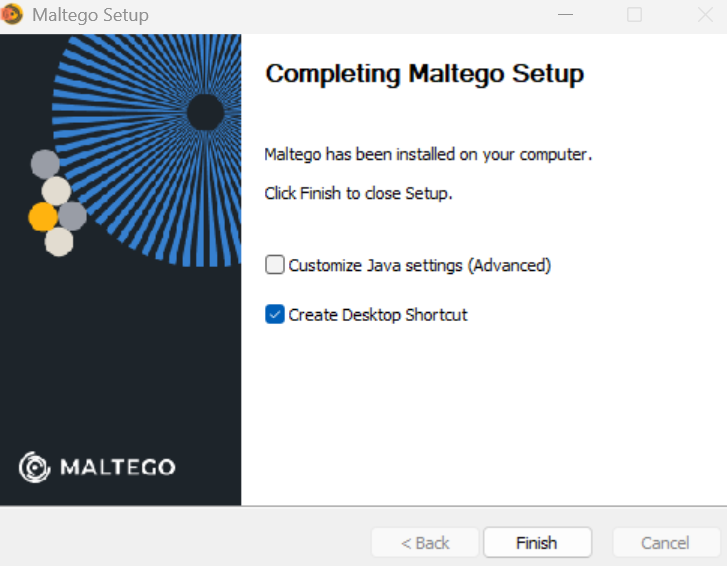 Maltego Setup
Completing Maltego Setup
Maltego has been installed on your computer.
Click Finish to close Setup.
Customize Java settings (Advanced)
Create Desktop Shortcut
MALTEGO
< Back
Finish
Cancel